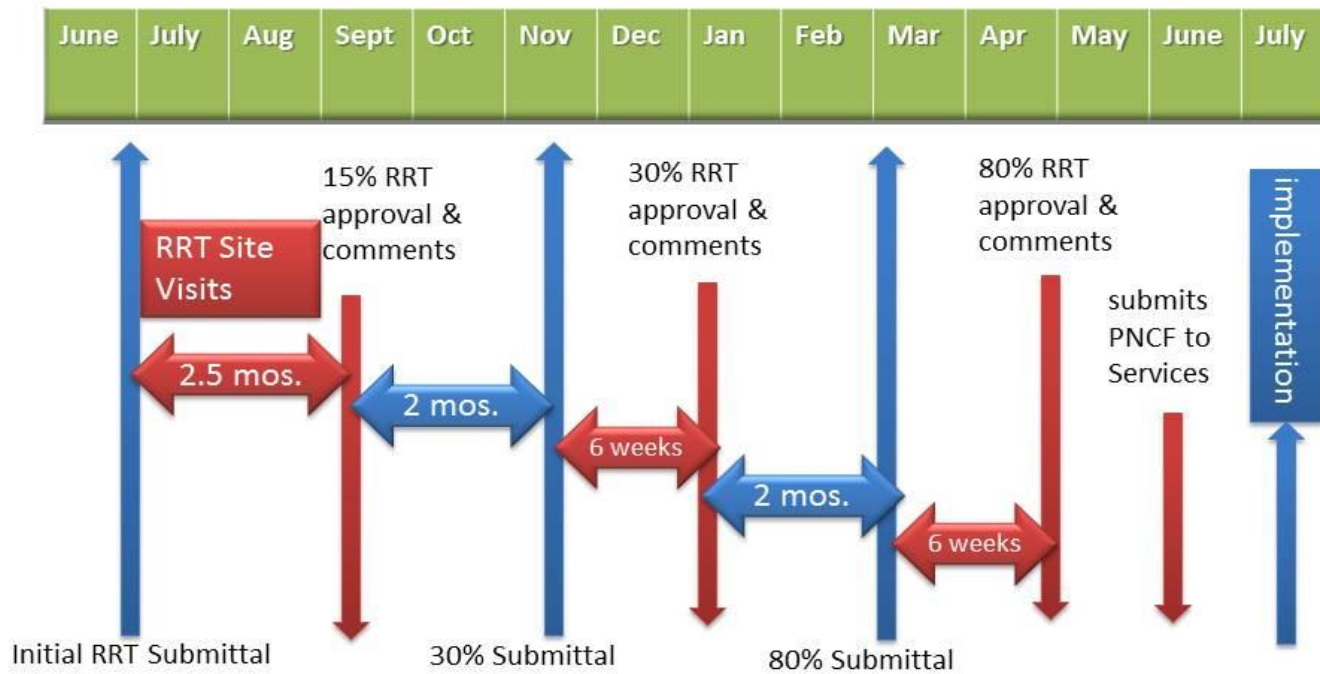 June July Aug Sept Oct Nov Dec Jan Feb Mar Apr May June July
15% RRT
approval &
comments
30% RRT
approval &
comments
80% RRT
approval &
comments
RRT Site
Visits
submits
PNCF to
Services
implementation
2.5 mos.
2 mos.
6 weeks
2 mos.
6 weeks
Initial RRT Submittal
30% Submittal
80% Submittal